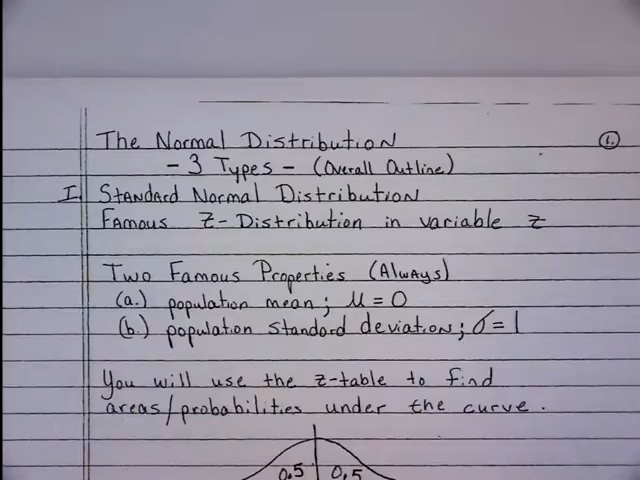 The Normal Distribution 1.
- 3 Types - (Overall Outline)
I. Standard Normal Distribution
Famous Z-Distribution in variable z
Two Famous Properties (Always)
(a.) population mean; μ = 0
(b.) population standard deviation; σ = 1
You will use the z-table to find
areas/probabilities under the curve.
0.5 0.5